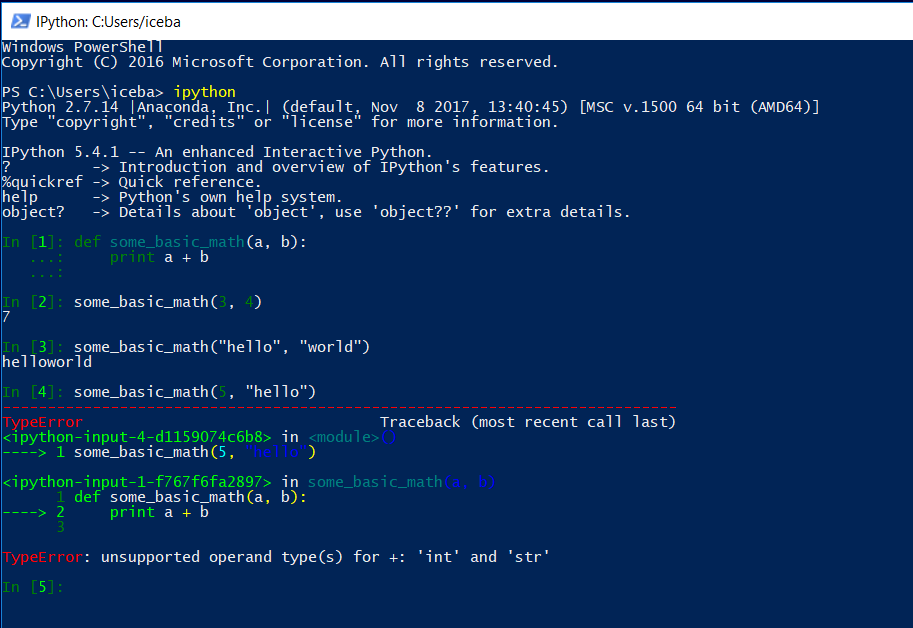 IPython: C:Users/iceba
Windows PowerShell
Copyright (C) 2016 Microsoft Corporation. All rights reserved.
PS C:\Users\iceba> ipython
Python 2.7.14 |Anaconda, Inc.| (default, Nov  8 2017, 13:40:45) [MSC v.1500 64 bit (AMD64)]
Type "copyright", "credits" or "license" for more information.
IPython 5.4.1 -- An enhanced Interactive Python.
?         -> Introduction and overview of IPython's features.
%quickref -> Quick reference.
help      -> Python's own help system.
object?   -> Details about 'object', use 'object??' for extra details.
In [1]: def some_basic_math(a, b):
   ...:     print a + b
   ...:
In [2]: some_basic_math(3, 4)
7
In [3]: some_basic_math("hello", "world")
helloworld
In [4]: some_basic_math(5, "hello")
---------------------------------------------------------------------------
TypeError                                 Traceback (most recent call last)
<ipython-input-4-d1159074c6b8> in <module>()
----> 1 some_basic_math(5, "hello")
<ipython-input-1-f767f6fa2897> in some_basic_math(a, b)
      1 def some_basic_math(a, b):
----> 2     print a + b
      3
TypeError: unsupported operand type(s) for +: 'int' and 'str'
In [5]: